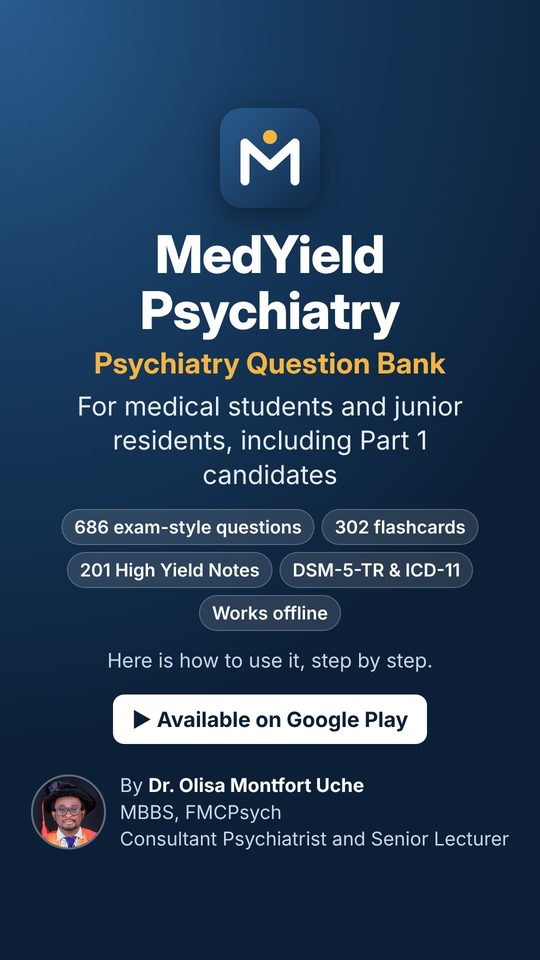 MedYield
Psychiatry
Psychiatry Question Bank
For medical students and junior
residents, including Part 1
candidates
686 exam-style questions
302 flashcards
201 High Yield Notes
DSM-5-TR & ICD-11
Works offline
Here is how to use it, step by step.
▶ Available on Google Play
By Dr. Olisa Montfort Uche
MBBS, FMCPsych
Consultant Psychiatrist and Senior Lecturer